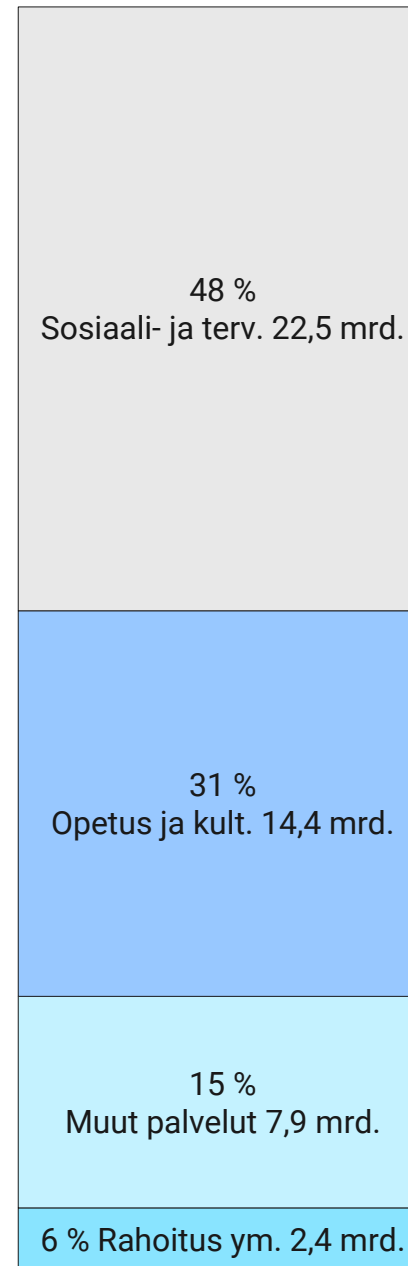 48 %
Sosiaali- ja terv. 22,5 mrd.
31 %
Opetus ja kult. 14,4 mrd.
15 %
Muut palvelut 7,9 mrd.
6 % Rahoitus ym. 2,4 mrd.